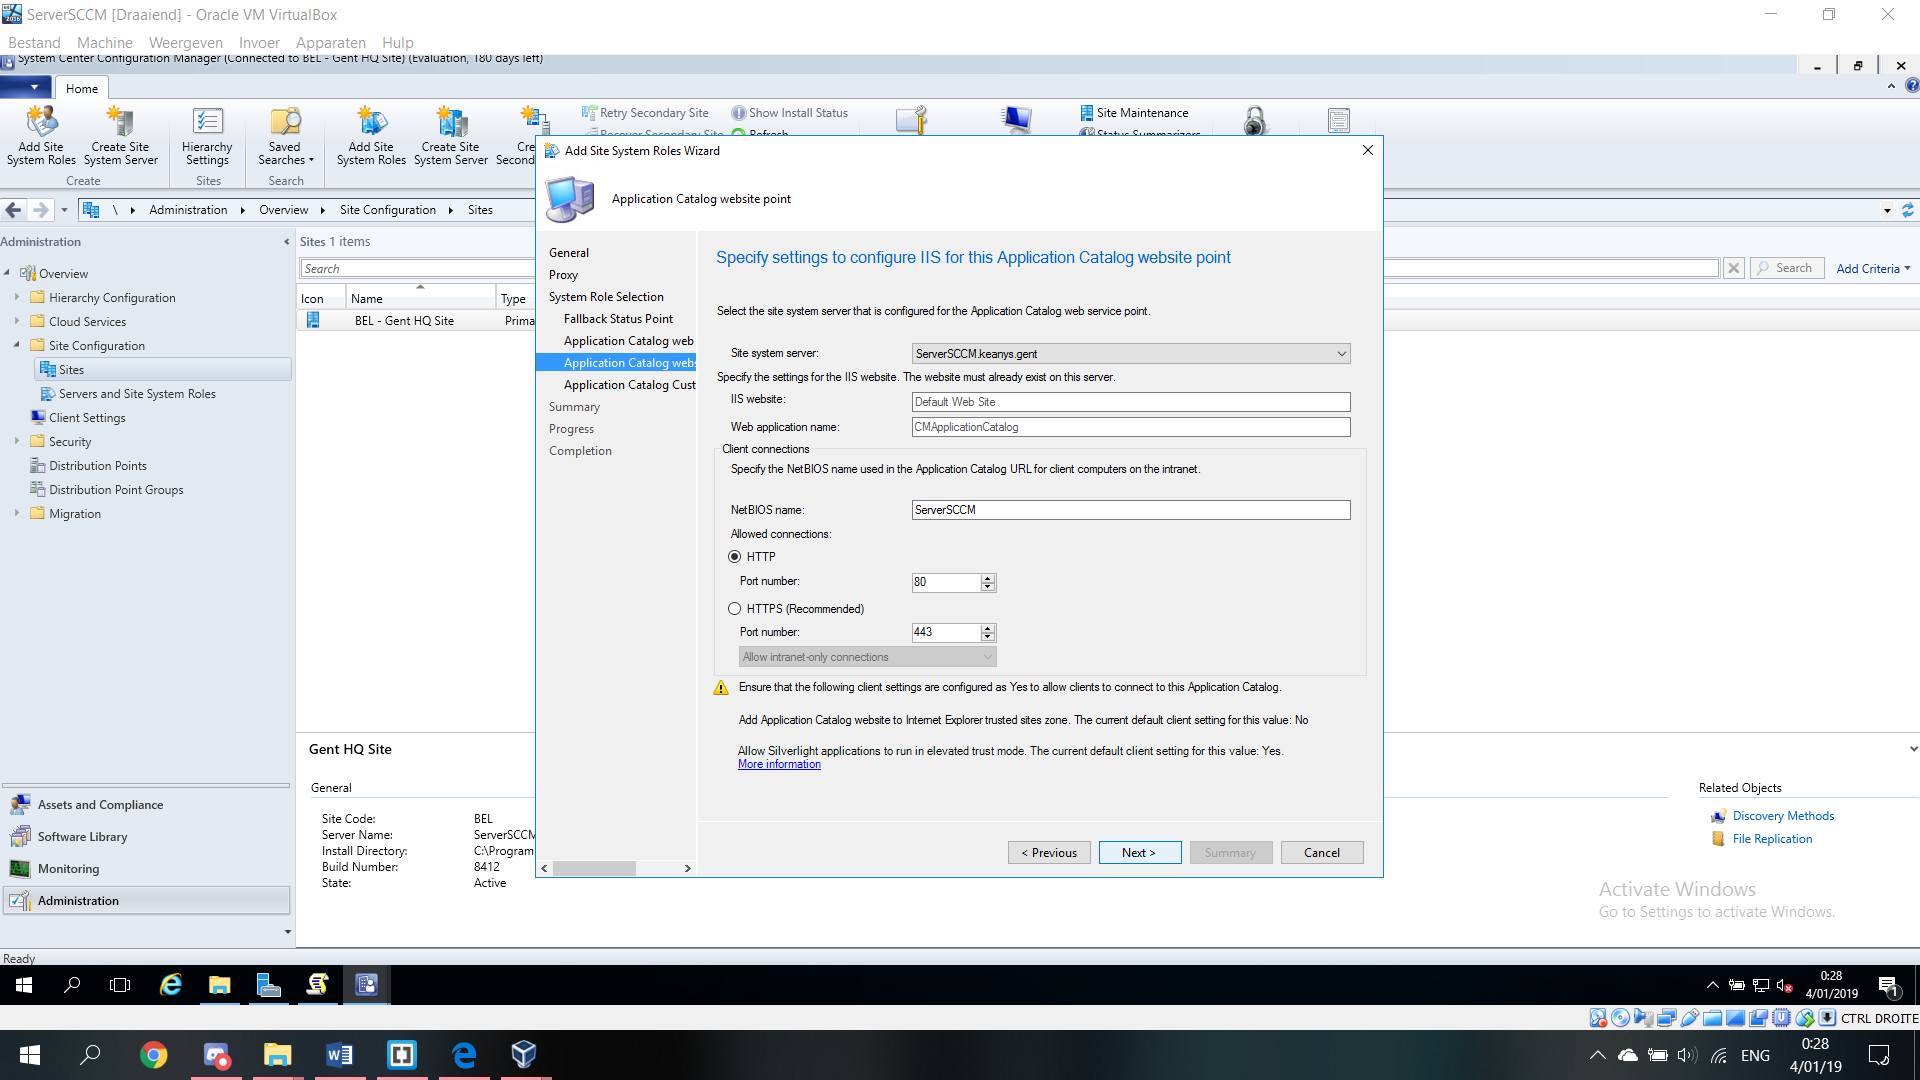 ServerSCCM [Draaiend] - Oracle VM VirtualBox
Bestand Machine Weergeven Invoer Apparaten Hulp
System Center Configuration Manager (Connected to BEL - Gent HQ Site) (Evaluation, 180 days left)
Home
Add Site System Roles
Create Site System Server
Hierarchy Settings
Saved Searches
Add Site System Roles
Create Site System Server
Cre
Second
Retry Secondary Site
Recover Secondary Site
Show Install Status
Refresh
Site Maintenance
Status Summarizers
Create
Sites
Search
\ Administration Overview Site Configuration Sites
Administration
Overview
Hierarchy Configuration
Cloud Services
Site Configuration
Sites
Servers and Site System Roles
Client Settings
Security
Distribution Points
Distribution Point Groups
Migration
Assets and Compliance
Software Library
Monitoring
Administration
Ready
Sites 1 items
Search
Search
Add Criteria
Icon Name Type
BEL - Gent HQ Site Prima
Gent HQ Site
General
Site Code: BEL
Server Name: ServerSCCM
Install Directory: C:\Program
Build Number: 8412
State: Active
Related Objects
Discovery Methods
File Replication
Add Site System Roles Wizard
Application Catalog website point
General
Proxy
System Role Selection
Fallback Status Point
Application Catalog web
Application Catalog webs
Application Catalog Cust
Summary
Progress
Completion
Specify settings to configure IIS for this Application Catalog website point
Select the site system server that is configured for the Application Catalog web service point.
Site system server: ServerSCCM.keanys.gent
Specify the settings for the IIS website. The website must already exist on this server.
IIS website: Default Web Site
Web application name: CMApplicationCatalog
Client connections
Specify the NetBIOS name used in the Application Catalog URL for client computers on the intranet.
NetBIOS name: ServerSCCM
Allowed connections:
HTTP
Port number: 80
HTTPS (Recommended)
Port number: 443
Allow intranet-only connections
Ensure that the following client settings are configured as Yes to allow clients to connect to this Application Catalog.
Add Application Catalog website to Internet Explorer trusted sites zone. The current default client setting for this value: No
Allow Silverlight applications to run in elevated trust mode. The current default client setting for this value: Yes.
More information
< Previous Next > Summary Cancel
Activate Windows
Go to Settings to activate Windows.
0:28
4/01/2019
1
CTRL DROITE
ENG
0:28
4/01/19